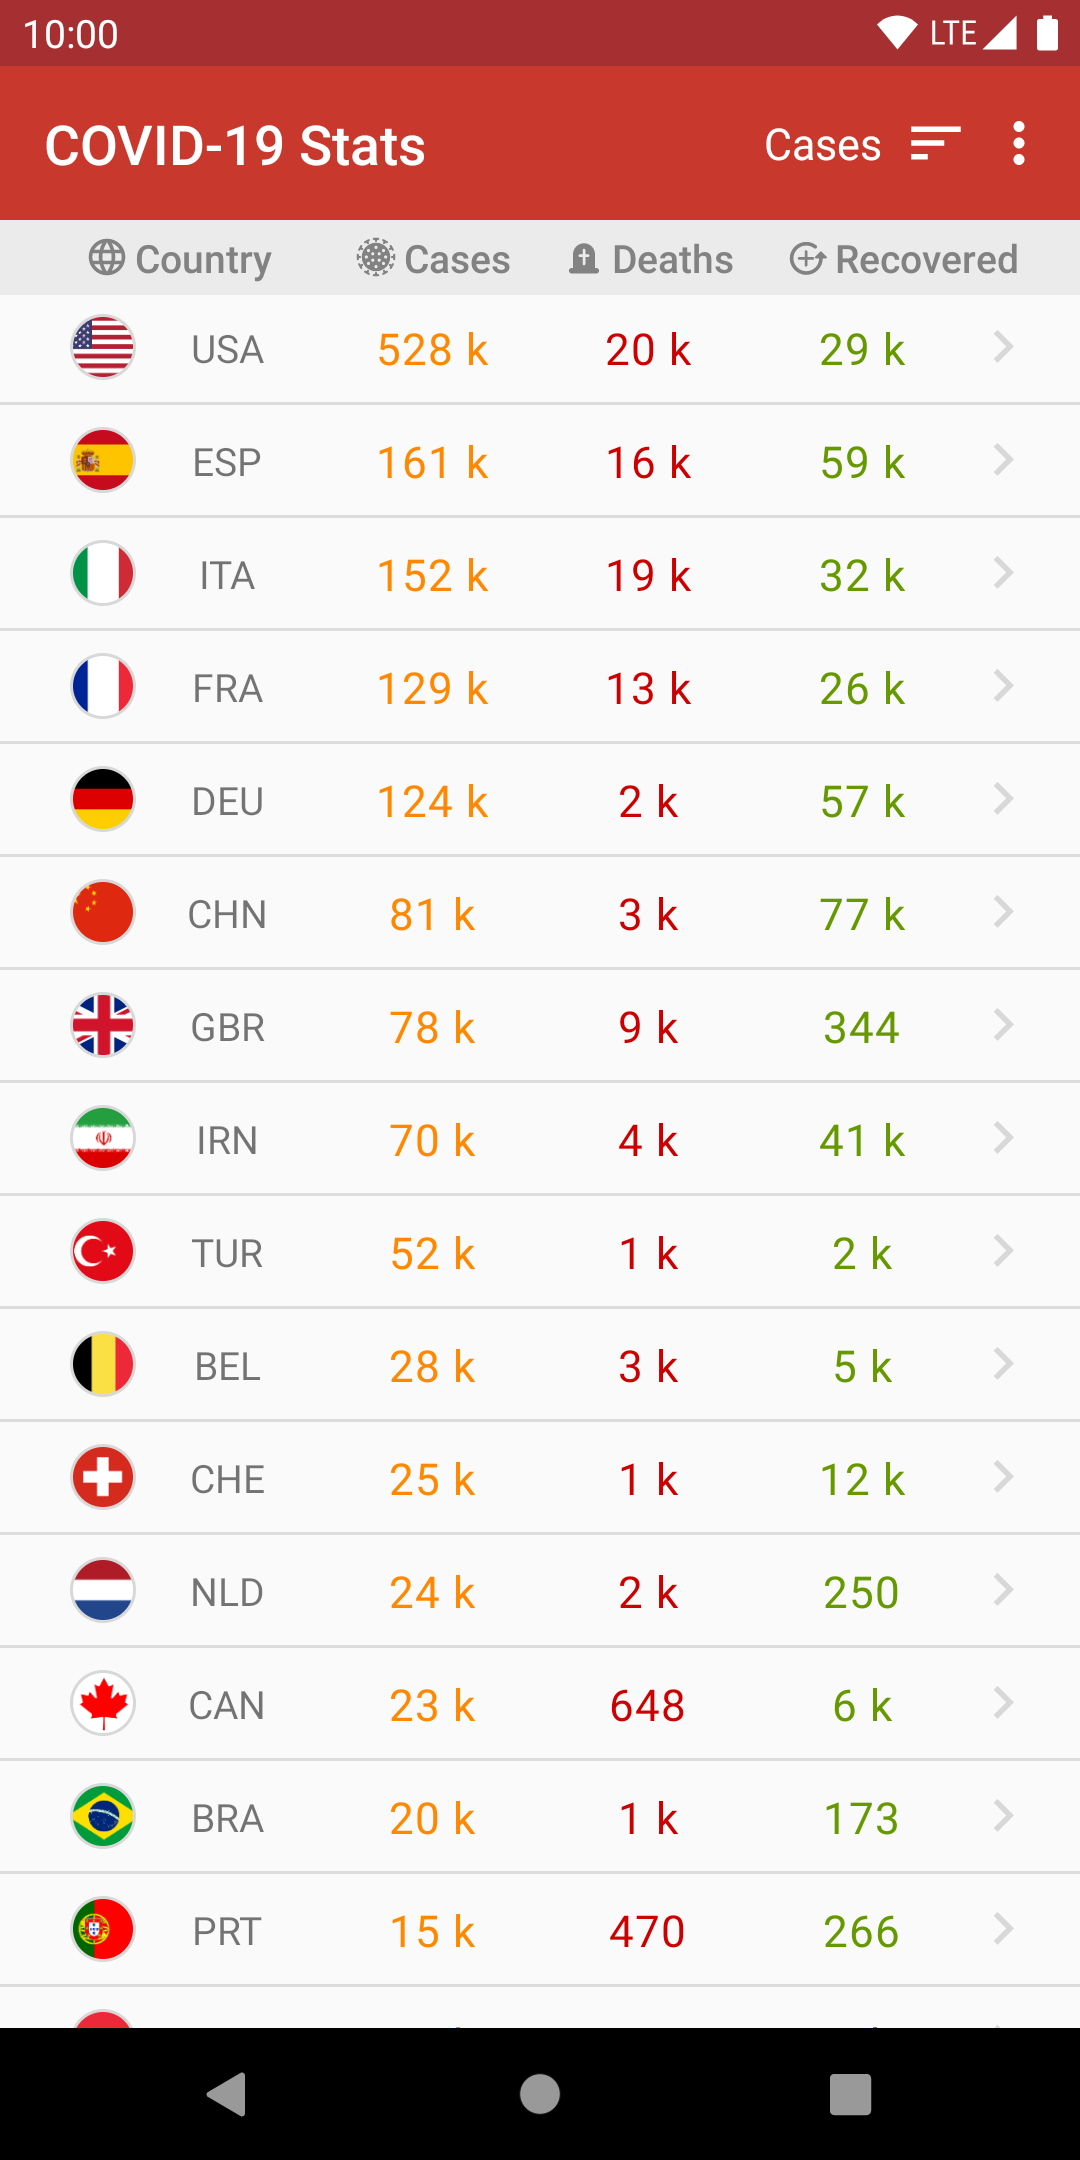 10:00 LTE
COVID-19 Stats Cases
Country Cases Deaths Recovered
USA 528 k 20 k 29 k
ESP 161 k 16 k 59 k
ITA 152 k 19 k 32 k
FRA 129 k 13 k 26 k
DEU 124 k 2 k 57 k
CHN 81 k 3 k 77 k
GBR 78 k 9 k 344
IRN 70 k 4 k 41 k
TUR 52 k 1 k 2 k
BEL 28 k 3 k 5 k
CHE 25 k 1 k 12 k
NLD 24 k 2 k 250
CAN 23 k 648 6 k
BRA 20 k 1 k 173
PRT 15 k 470 266